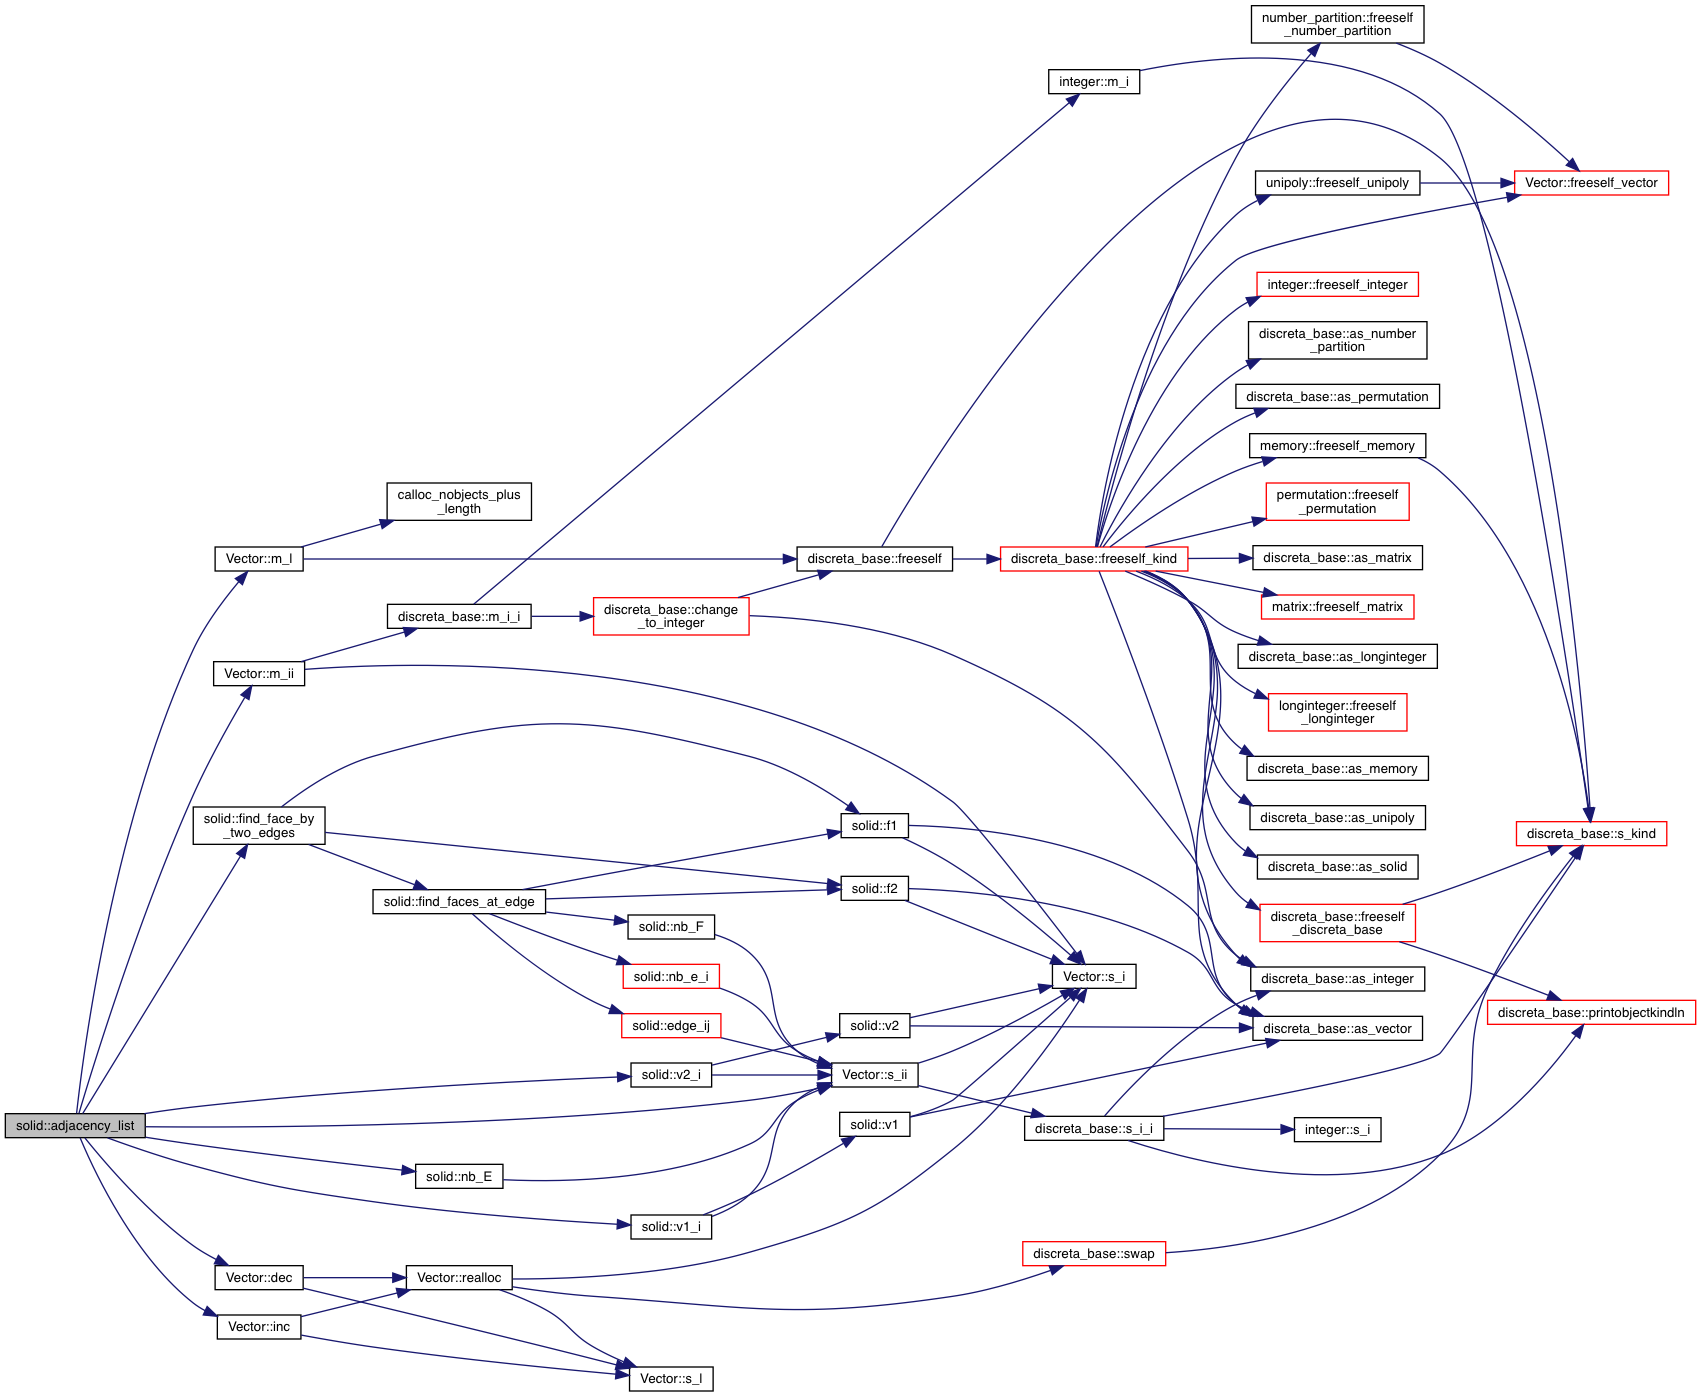 number_partition::freeself
_number_partition
integer::m_i
unipoly::freeself_unipoly
Vector::freeself_vector
integer::freeself_integer
discreta_base::as_number
_partition
discreta_base::as_permutation
memory::freeself_memory
calloc_nobjects_plus
_length
permutation::freeself
_permutation
Vector::m_l
discreta_base::freeself
discreta_base::freeself_kind
discreta_base::as_matrix
discreta_base::m_i_i
discreta_base::change
_to_integer
matrix::freeself_matrix
Vector::m_ii
discreta_base::as_longinteger
longinteger::freeself
_longinteger
discreta_base::as_memory
solid::find_face_by
_two_edges
solid::f1
discreta_base::as_unipoly
discreta_base::s_kind
solid::find_faces_at_edge
solid::f2
discreta_base::as_solid
solid::nb_F
discreta_base::freeself
_discreta_base
solid::nb_e_i
Vector::s_i
discreta_base::as_integer
solid::edge_ij
solid::v2
discreta_base::as_vector
discreta_base::printobjectkindln
solid::v2_i
Vector::s_ii
solid::adjacency_list
solid::v1
discreta_base::s_i_i
integer::s_i
solid::nb_E
solid::v1_i
Vector::dec
Vector::realloc
discreta_base::swap
Vector::inc
Vector::s_l